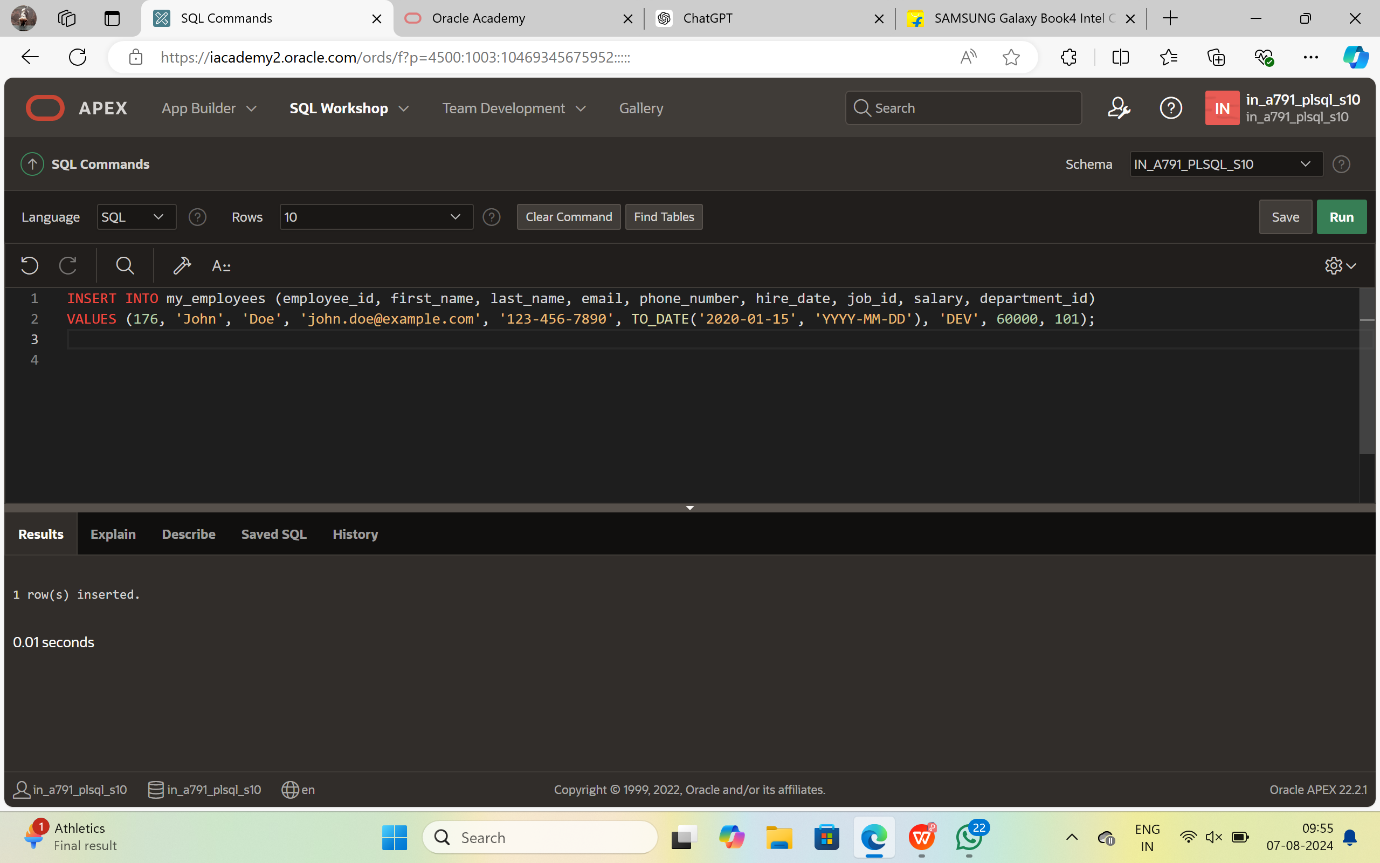 SQL Commands
Oracle Academy
ChatGPT
SAMSUNG Galaxy Book4 Intel C
https://iacademy2.oracle.com/ords/f?p=4500:1003:10469345675952:::::
APEX
App Builder
SQL Workshop
Team Development
Gallery
Search
IN
in_a791_plsql_s10
in_a791_plsql_s10
SQL Commands
Schema
IN_A791_PLSQL_S10
Language
SQL
Rows
10
Clear Command
Find Tables
Save
Run
A::
1 INSERT INTO my_employees (employee_id, first_name, last_name, email, phone_number, hire_date, job_id, salary, department_id)
2 VALUES (176, 'John', 'Doe', 'john.doe@example.com', '123-456-7890', TO_DATE('2020-01-15', 'YYYY-MM-DD'), 'DEV', 60000, 101);
3
4
Results
Explain
Describe
Saved SQL
History
1 row(s) inserted.
0.01 seconds
in_a791_plsql_s10
in_a791_plsql_s10
en
Copyright © 1999, 2022, Oracle and/or its affiliates.
Oracle APEX 22.2.1
1
Athletics
Final result
Search
22
ENG
IN
09:55
07-08-2024